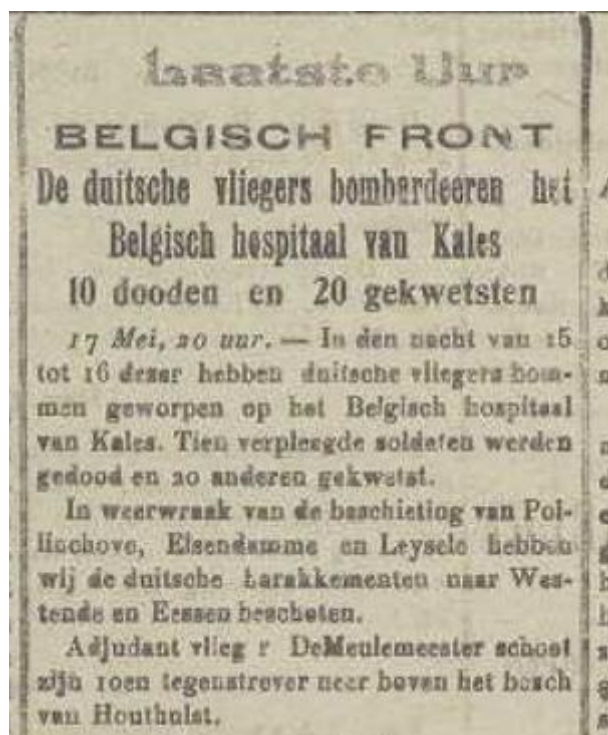 Laatste Uur
BELGISCH FRONT
De duitsche vliegers bombardeeren het
Belgisch hospitaal van Kales
10 dooden en 20 gekwetsten
17 Mei, 20 uur. — In den nacht van 15
tot 16 dezer hebben duitsche vliegers bom-
men geworpen op het Belgisch hospitaal
van Kales. Tien verpleegde soldaten werden
gedood en 20 anderen gekwetst.
In weerwraak van de beschieting van Pol-
linchove, Elsendamme en Leysele hebben
wij de duitsche barakkementen naar Wes-
tende en Eessen beschoten.
Adjudant vlieg r DeMeulemeester schoot
zijn 10en tegenstrever neer boven het bosch
van Houthulst.